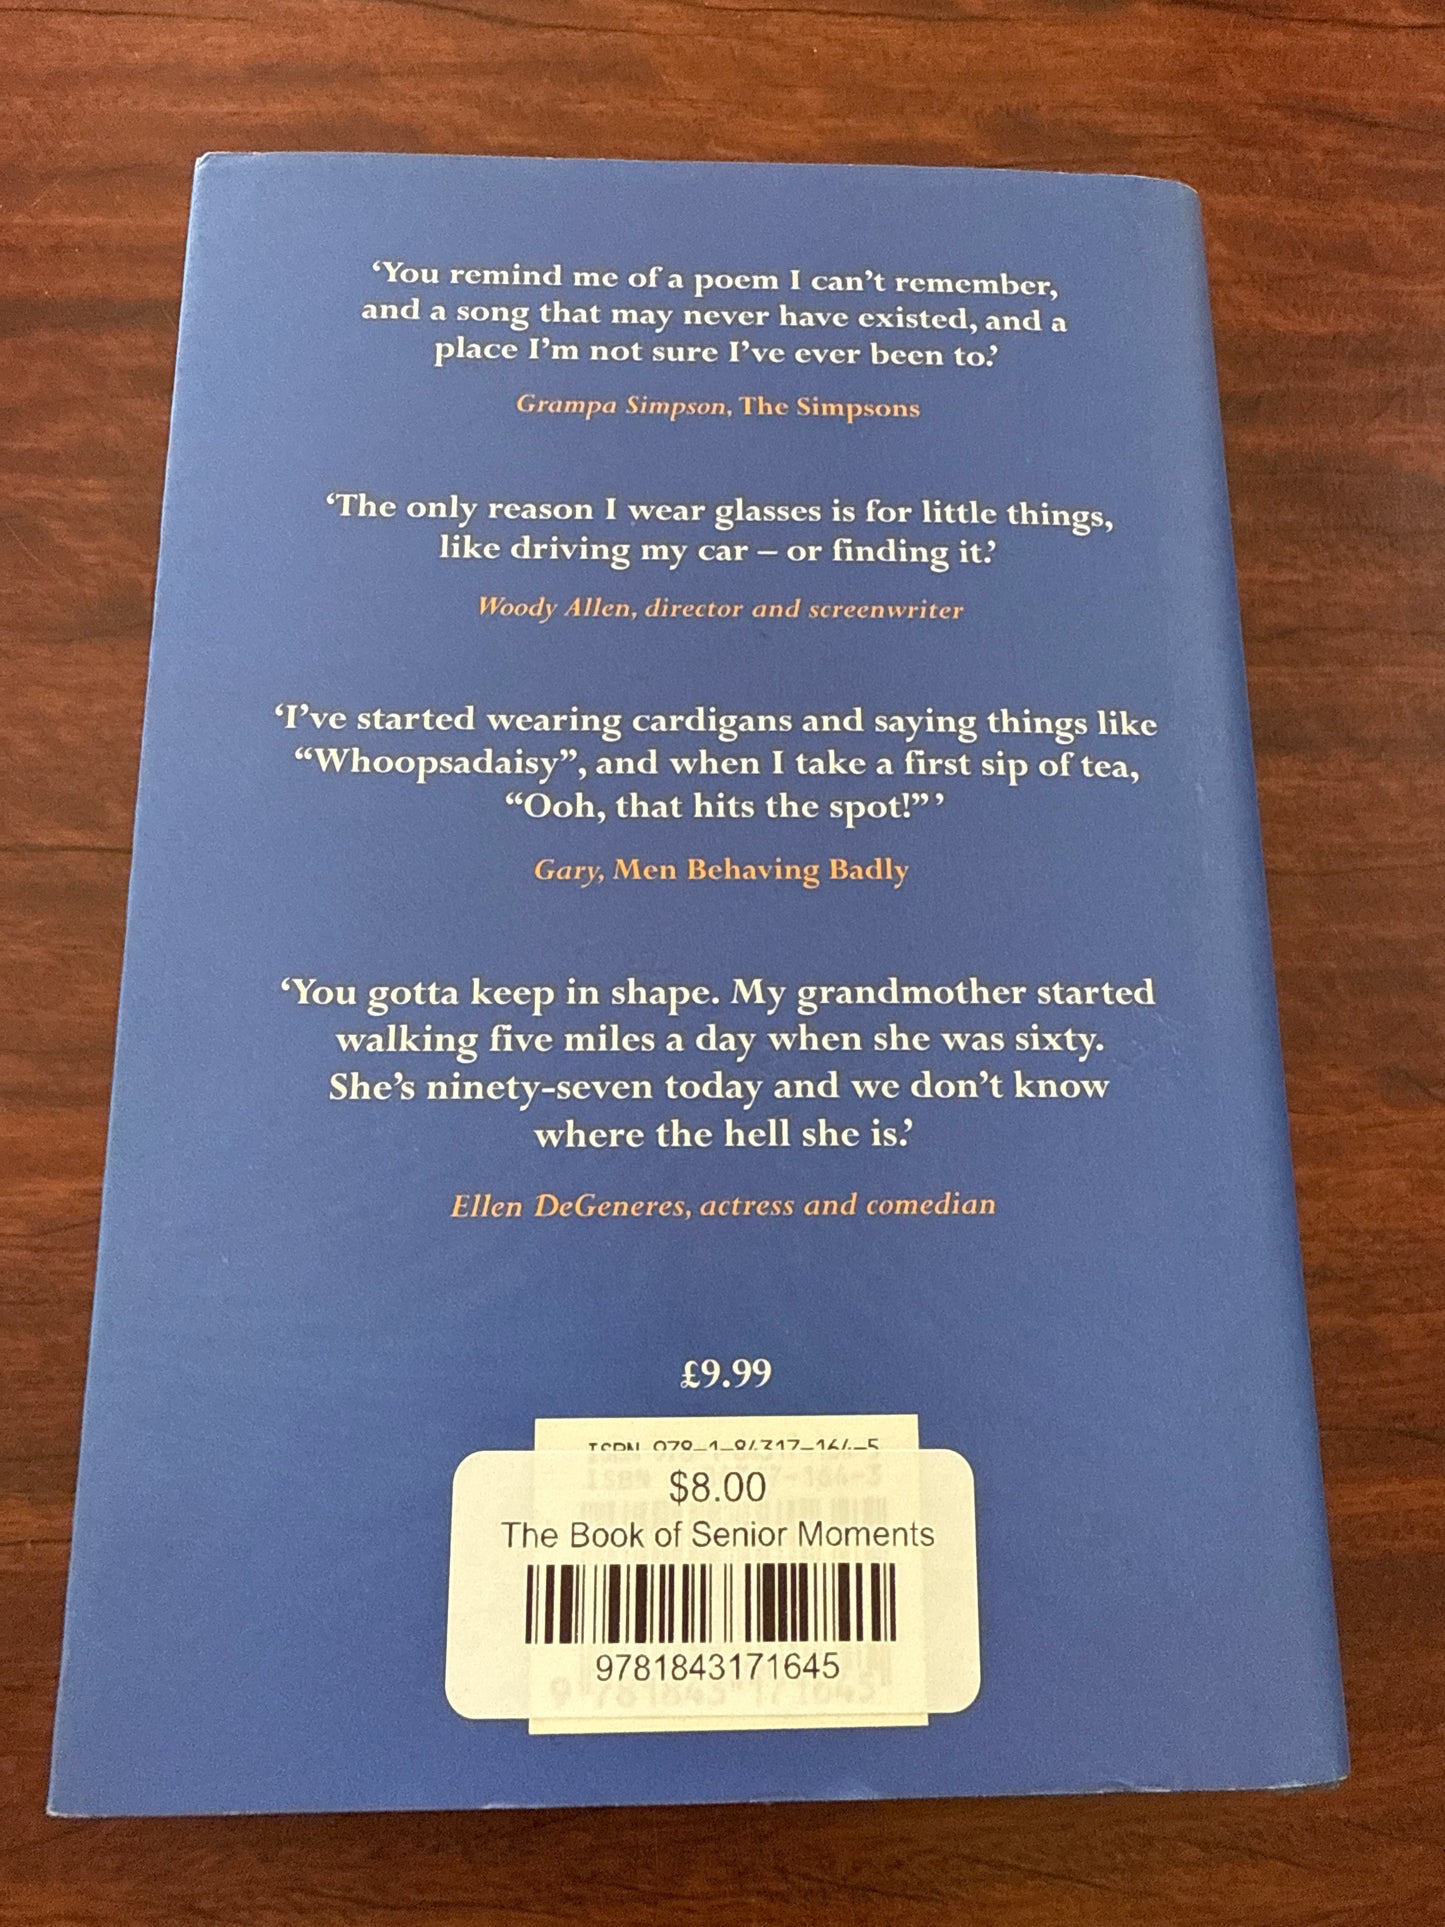 ‘You remind me of a poem I can’t remember,
and a song that may never have existed, and a
place I’m not sure I’ve ever been to.’
Grampa Simpson, The Simpsons
‘The only reason I wear glasses is for little things,
like driving my car – or finding it.’
Woody Allen, director and screenwriter
‘I’ve started wearing cardigans and saying things like
“Whoopsadaisy”, and when I take a first sip of tea,
“Ooh, that hits the spot!” ’
Gary, Men Behaving Badly
‘You gotta keep in shape. My grandmother started
walking five miles a day when she was sixty.
She’s ninety-seven today and we don’t know
where the hell she is.’
Ellen DeGeneres, actress and comedian
£9.99
ISBN 978-1-84317-164-5
$8.00
The Book of Senior Moments
9781843171645